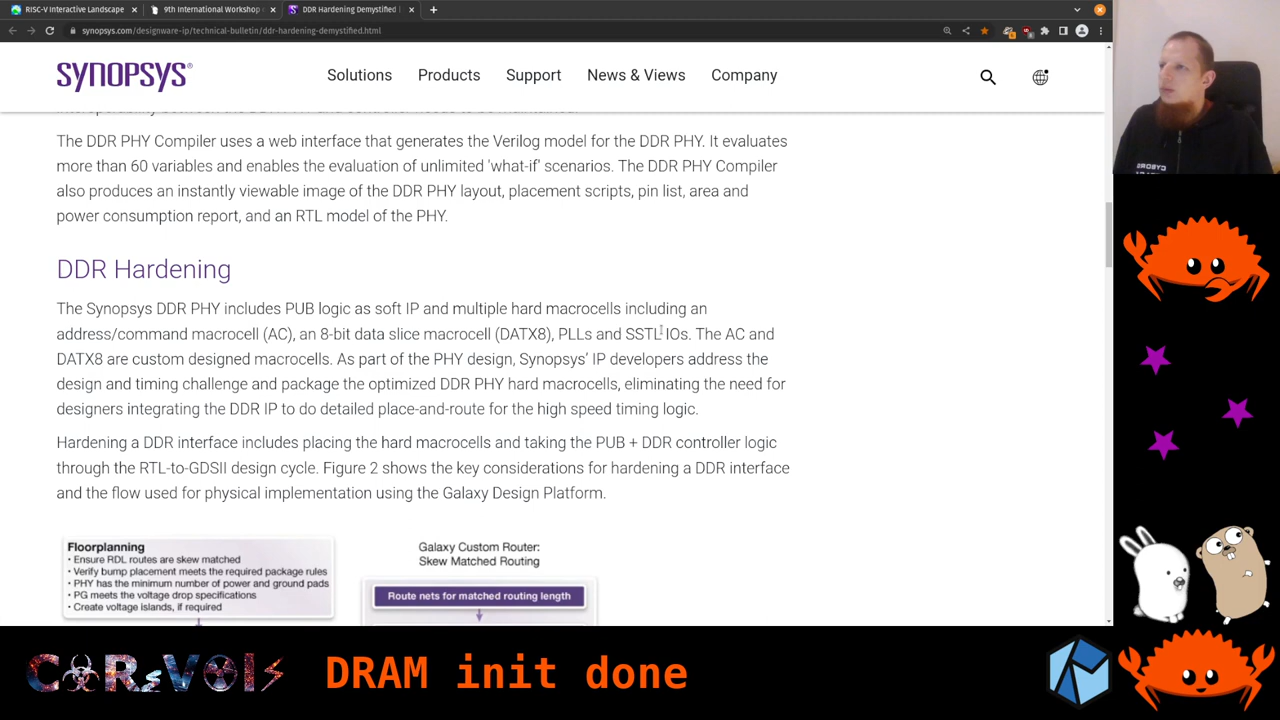 RISC-V Interactive Landscape
9th International Workshop
DDR Hardening Demystified
synopsys.com/designware-ip/technical-bulletin/ddr-hardening-demystified.html
SYNOPSYS®
Solutions
Products
Support
News & Views
Company
The DDR PHY Compiler uses a web interface that generates the Verilog model for the DDR PHY. It evaluates
more than 60 variables and enables the evaluation of unlimited 'what-if' scenarios. The DDR PHY Compiler
also produces an instantly viewable image of the DDR PHY layout, placement scripts, pin list, area and
power consumption report, and an RTL model of the PHY.
DDR Hardening
The Synopsys DDR PHY includes PUB logic as soft IP and multiple hard macrocells including an
address/command macrocell (AC), an 8-bit data slice macrocell (DATX8), PLLs and SSTL IOs. The AC and
DATX8 are custom designed macrocells. As part of the PHY design, Synopsys' IP developers address the
design and timing challenge and package the optimized DDR PHY hard macrocells, eliminating the need for
designers integrating the DDR IP to do detailed place-and-route for the high speed timing logic.
Hardening a DDR interface includes placing the hard macrocells and taking the PUB + DDR controller logic
through the RTL-to-GDSII design cycle. Figure 2 shows the key considerations for hardening a DDR interface
and the flow used for physical implementation using the Galaxy Design Platform.
Floorplanning
• Ensure RDL routes are skew matched
• Verify bump placement meets the required package rules
• PHY has the minimum number of power and ground pads
• PG meets the voltage drop specifications
• Create voltage islands, if required
Galaxy Custom Router:
Skew Matched Routing
Route nets for matched routing length
DRAM init done